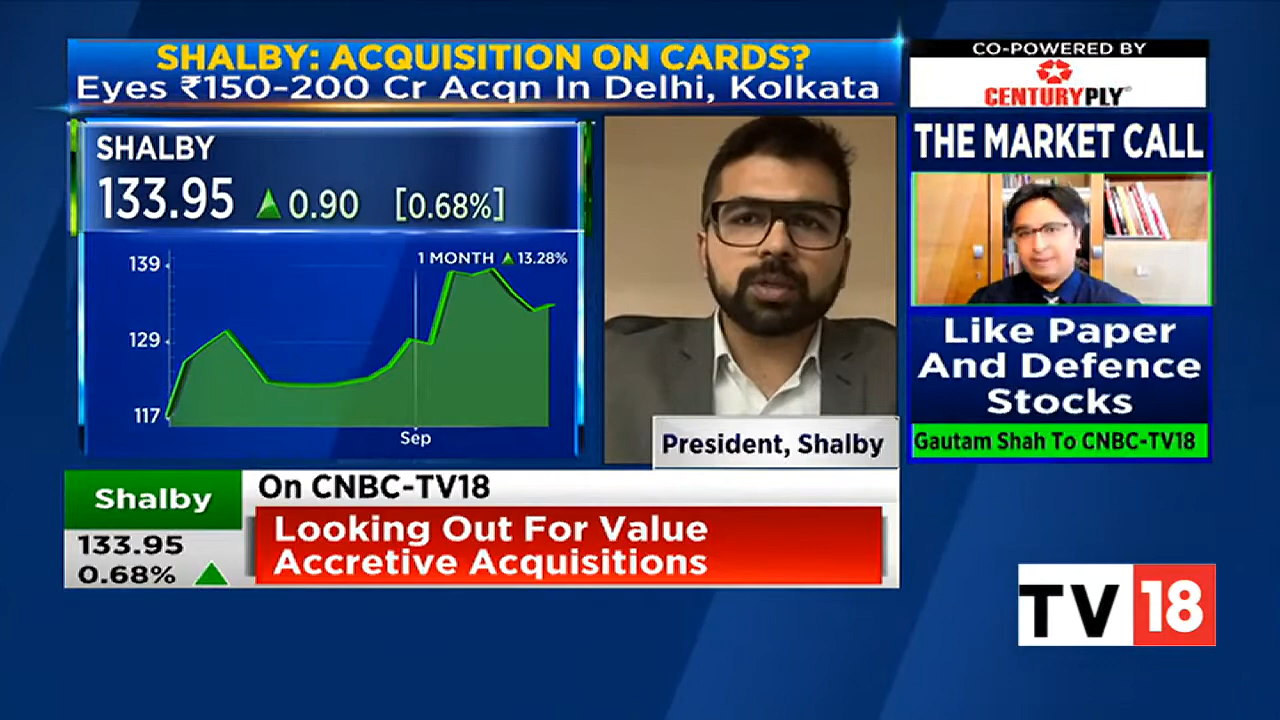 SHALBY: ACQUISITION ON CARDS?
Eyes ₹150-200 Cr Acqn In Delhi, Kolkata
CO-POWERED BY
CENTURYPLY
THE MARKET CALL
SHALBY
133.95 ▲ 0.90 [0.68%]
1 MONTH ▲ 13.28%
139
129
117
Sep
President, Shalby
Like Paper
And Defence
Stocks
Gautam Shah To CNBC-TV18
Shalby
133.95
0.68% ▲
On CNBC-TV18
Looking Out For Value
Accretive Acquisitions
TV18